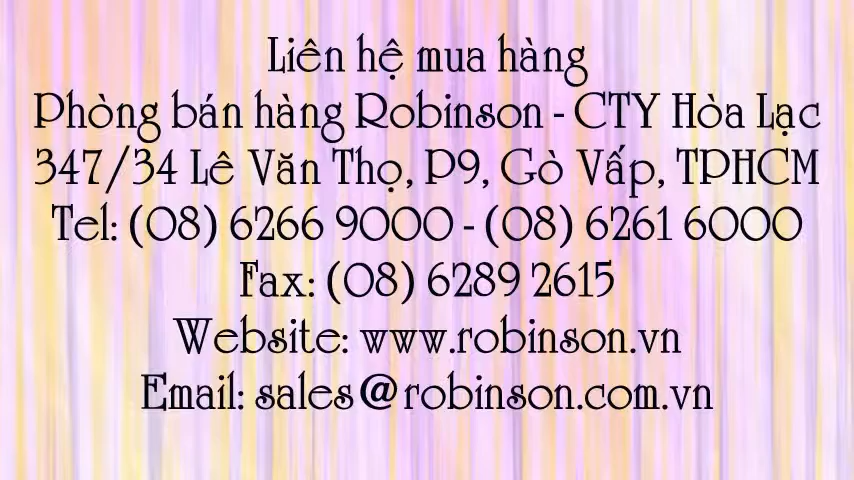 Liên hệ mua hàng
Phòng bán hàng Robinson - CTY Hòa Lạc
347/34 Lê Văn Thọ, P9, Gò Vấp, TPHCM
Tel: (08) 6266 9000 - (08) 6261 6000
Fax: (08) 6289 2615
Website: www.robinson.vn
Email: sales@robinson.com.vn